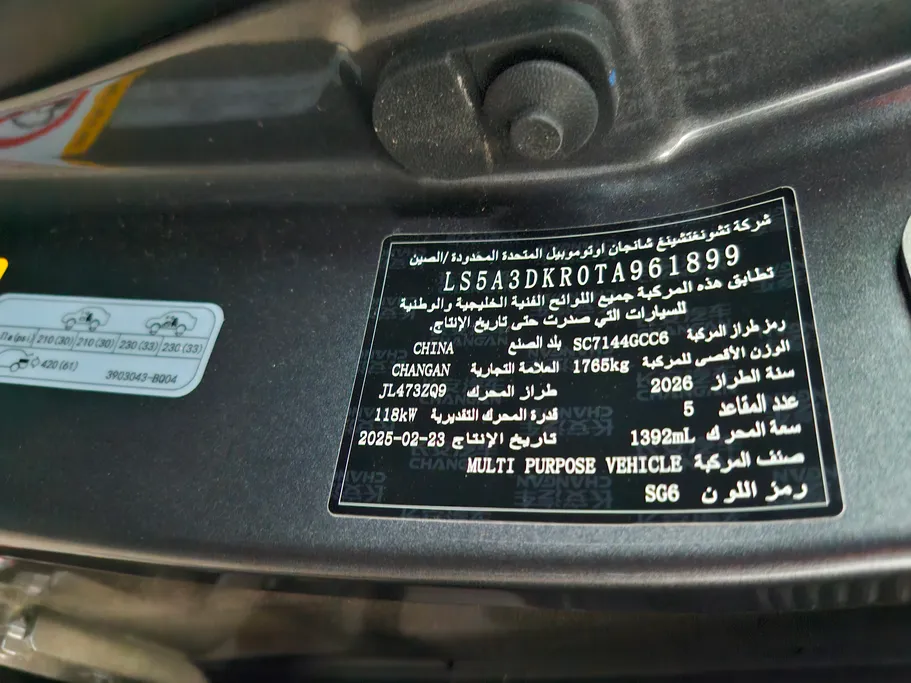 شركة تشونغتشينغ شانجان اوتوموبيل المتحدة المحدودة/الصين
LS5A3DKR0TA961899
تطابق هذه المركبة جميع اللوائح الفنية الخليجية والوطنية
للسيارات التي صدرت حتى تاريخ الإنتاج.
رمز طراز المركبة SC7144GCC6 بلد الصنع CHINA
الوزن الأقصى للمركبة 1765kg العلامة التجارية CHANGAN
سنة الطراز 2026 طراز المحرك JL473ZQ9
عدد المقاعد 5 قدرة المحرك التقديرية 118kW
سعة المحرك 1392mL تاريخ الإنتاج 2025-02-23
صنف المركبة MULTI PURPOSE VEHICLE
رمز اللون SG6
210(30) 210(30) 230(33) 230(33)
420(61)
3903043-BQ04